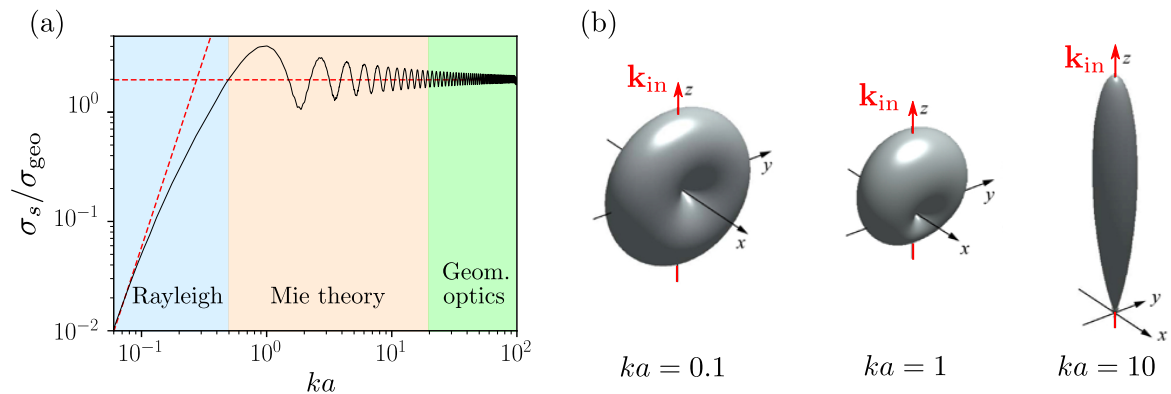 (a)
σ_s/σ_geo
10^0
10^−1
10^−2
Rayleigh
Mie theory
Geom.
optics
10^−1
10^0
10^1
10^2
ka
(b)
k_in
z
y
x
ka = 0.1
k_in
z
y
x
ka = 1
k_in
z
y
x
ka = 10